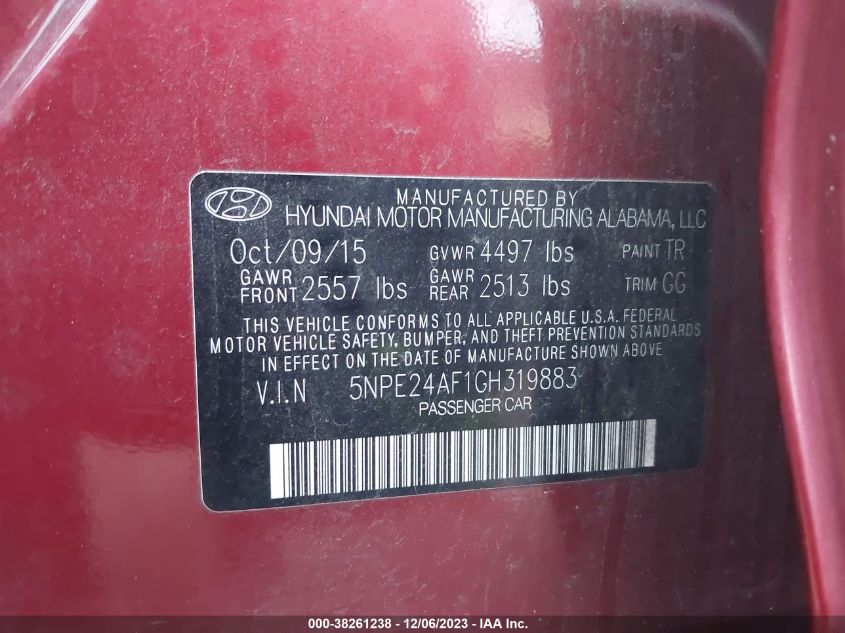 MANUFACTURED BY
HYUNDAI MOTOR MANUFACTURING ALABAMA, LLC
Oct/09/15 GVWR 4497 lbs PAINT TR
GAWR FRONT 2557 lbs GAWR REAR 2513 lbs TRIM GG
THIS VEHICLE CONFORMS TO ALL APPLICABLE U.S.A. FEDERAL
MOTOR VEHICLE SAFETY, BUMPER, AND THEFT PREVENTION STANDARDS
IN EFFECT ON THE DATE OF MANUFACTURE SHOWN ABOVE
V.I.N 5NPE24AF1GH319883
PASSENGER CAR
000-38261238 - 12/06/2023 - IAA Inc.